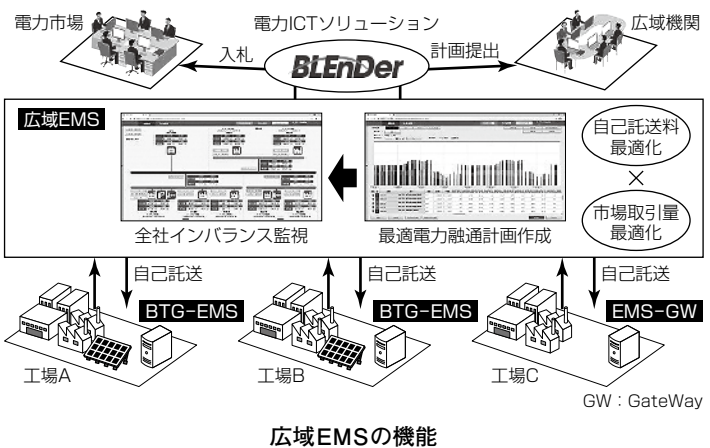 電力市場
電力ICTソリューション
広域機関
入札
BLEnDer
計画提出
広域EMS
自己託送料
最適化
×
市場取引量
最適化
全社インバランス監視
最適電力融通計画作成
自己託送
自己託送
自己託送
BTG-EMS
BTG-EMS
EMS-GW
工場A
工場B
工場C
GW：GateWay
広域EMSの機能